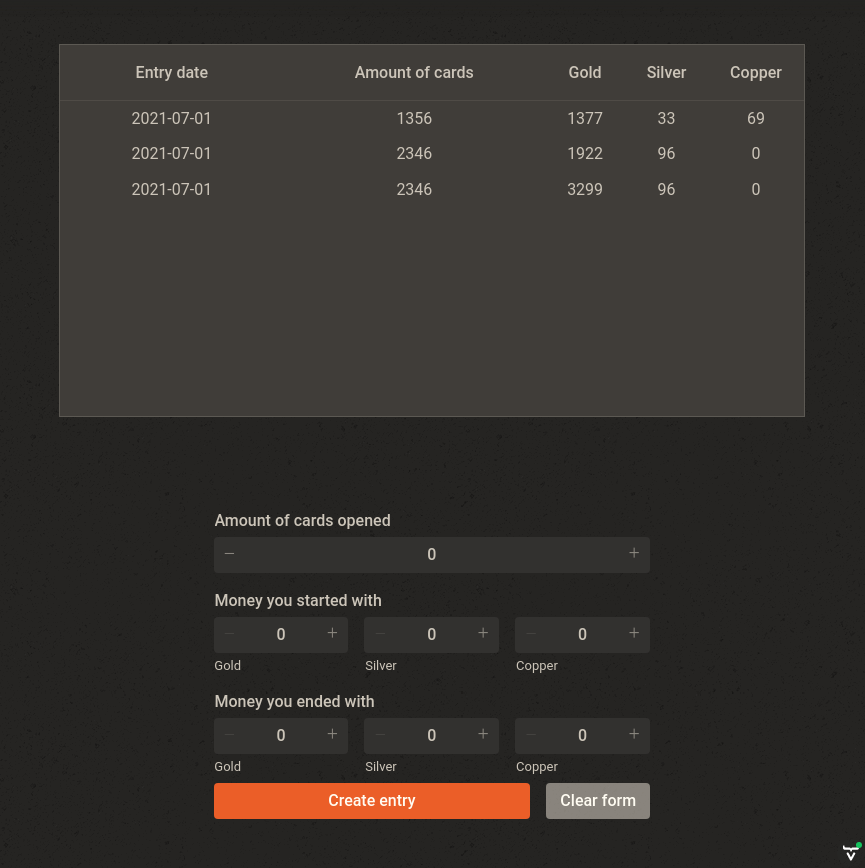 Entry date Amount of cards Gold Silver Copper
2021-07-01 1356 1377 33 69
2021-07-01 2346 1922 96 0
2021-07-01 2346 3299 96 0
Amount of cards opened
− 0 +
Money you started with
− 0 + − 0 + − 0 +
Gold Silver Copper
Money you ended with
− 0 + − 0 + − 0 +
Gold Silver Copper
Create entry Clear form